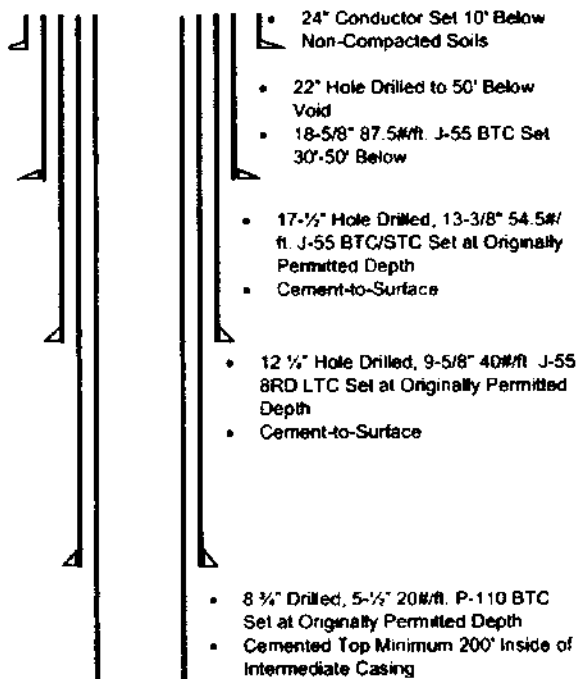 • 24" Conductor Set 10' Below
Non-Compacted Soils
• 22" Hole Drilled to 50' Below
Void
• 18-5/8" 87.5#/ft. J-55 BTC Set
30'-50' Below
• 17-½" Hole Drilled, 13-3/8" 54.5#/
ft. J-55 BTC/STC Set at Originally
Permitted Depth
• Cement-to-Surface
• 12 ¼" Hole Drilled, 9-5/8" 40#/ft J-55
8RD LTC Set at Originally Permitted
Depth
• Cement-to-Surface
• 8 ¾" Drilled, 5-½" 20#/ft. P-110 BTC
Set at Originally Permitted Depth
• Cemented Top Minimum 200' Inside of
Intermediate Casing